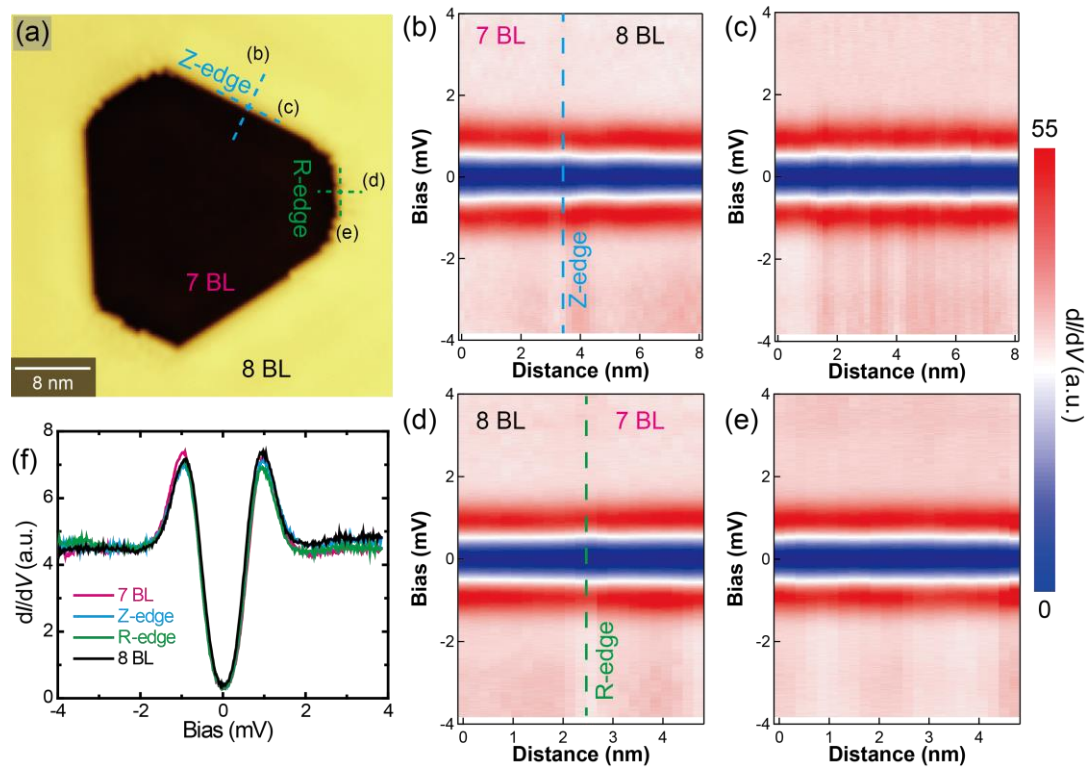 (a)
Z-edge
(b)
(c)
R-edge
(d)
(e)
7 BL
8 BL
8 nm
(b)
7 BL
8 BL
Z-edge
4
2
0
-2
-4
Bias (mV)
0
2
4
6
8
Distance (nm)
(c)
4
2
0
-2
-4
Bias (mV)
0
2
4
6
8
Distance (nm)
55
dI/dV (a.u.)
0
(d)
8 BL
7 BL
R-edge
4
2
0
-2
-4
Bias (mV)
0
1
2
3
4
Distance (nm)
(e)
4
2
0
-2
-4
Bias (mV)
0
1
2
3
4
Distance (nm)
(f)
8
6
4
2
0
dI/dV (a.u.)
7 BL
Z-edge
R-edge
8 BL
-4
-2
0
2
4
Bias (mV)